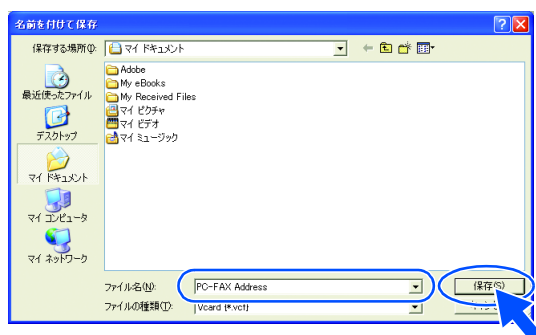 名前を付けて保存
保存する場所(I):
マイ ドキュメント
最近使ったファイル
デスクトップ
マイ ドキュメント
マイ コンピュータ
マイ ネットワーク
Adobe
My eBooks
My Received Files
マイ ピクチャ
マイ ビデオ
マイ ミュージック
ファイル名(N):
PC-FAX Address
保存(S)
ファイルの種類(T):
Vcard (*.vcf)